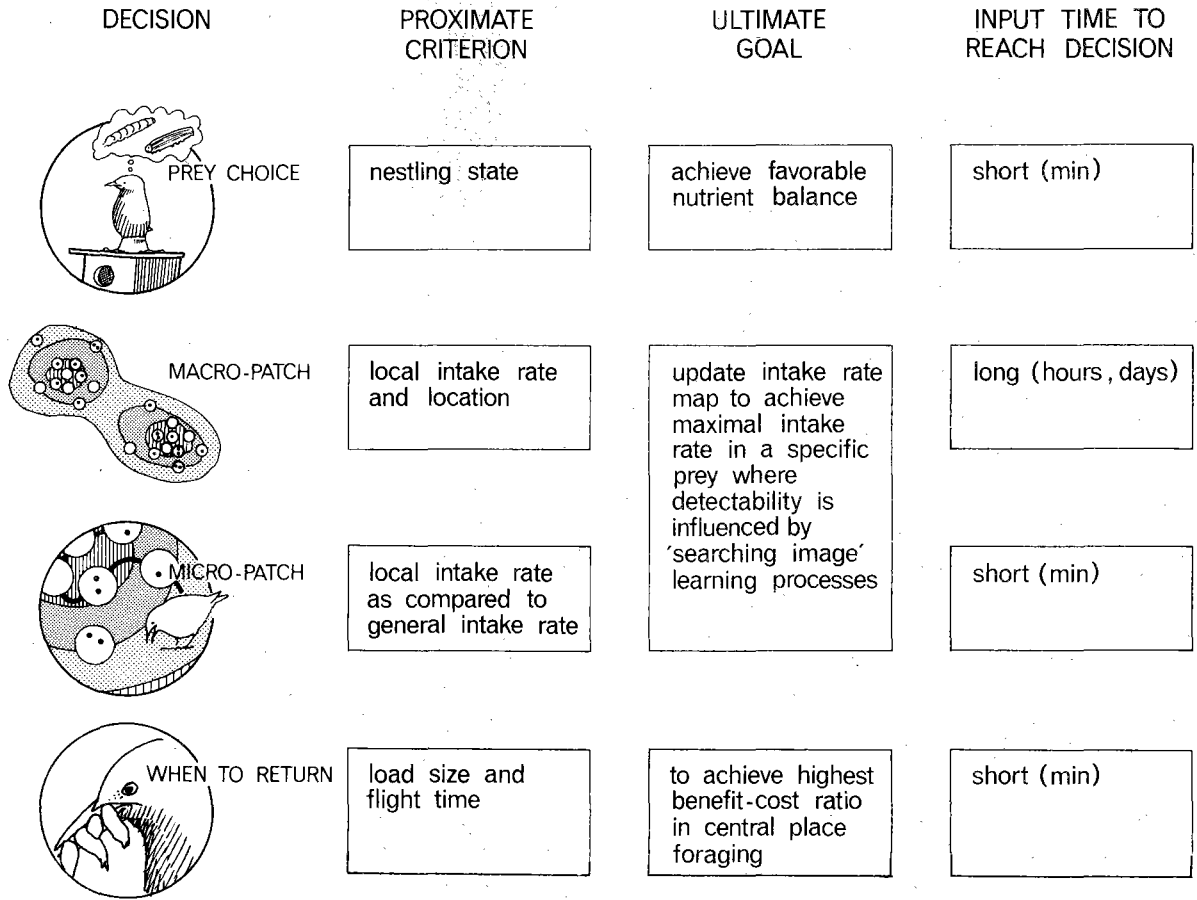 DECISION
PROXIMATE
CRITERION
ULTIMATE
GOAL
INPUT TIME TO
REACH DECISION
PREY CHOICE
nestling state
achieve favorable
nutrient balance
short (min)
MACRO-PATCH
local intake rate
and location
update intake rate
map to achieve
maximal intake
rate in a specific
prey where
detectability is
influenced by
'searching image'
learning processes
long (hours, days)
MICRO-PATCH
local intake rate
as compared to
general intake rate
short (min)
WHEN TO RETURN
load size and
flight time
to achieve highest
benefit-cost ratio
in central place
foraging
short (min)